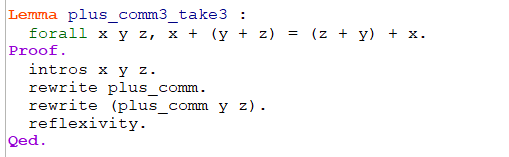 Lemma plus_comm3_take3 :
  forall x y z, x + (y + z) = (z + y) + x.
Proof.
  intros x y z.
  rewrite plus_comm.
  rewrite (plus_comm y z).
  reflexivity.
Qed.